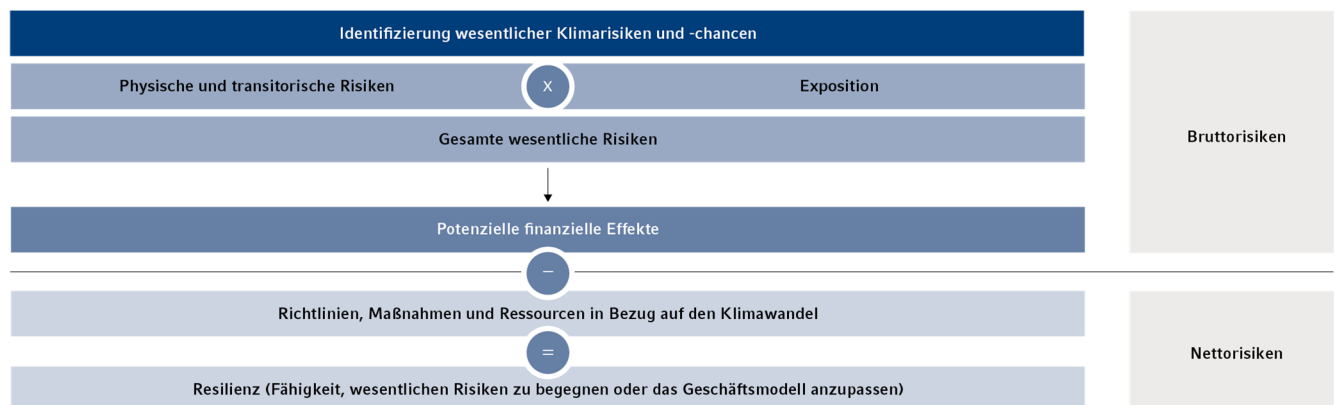 Identifizierung wesentlicher Klimarisiken und -chancen
Physische und transitorische Risiken
X
Exposition
Gesamte wesentliche Risiken
Bruttorisiken
Potenzielle finanzielle Effekte
–
Richtlinien, Maßnahmen und Ressourcen in Bezug auf den Klimawandel
=
Nettorisiken
Resilienz (Fähigkeit, wesentlichen Risiken zu begegnen oder das Geschäftsmodell anzupassen)